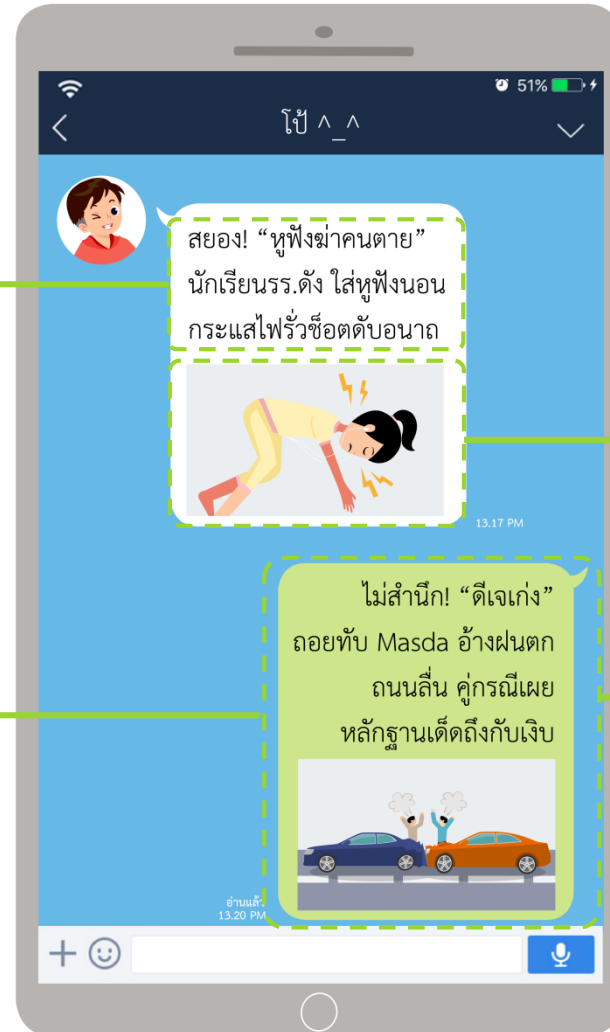 51%
โป้ ^_^
สยอง! “หูฟังฆ่าคนตาย”
นักเรียนรร.ดัง ใส่หูฟังนอน
กระแสไฟรั่วช็อตดับอนาถ
13.17 PM
ไม่สำนึก! “ดีเจเก่ง”
ถอยทับ Masda อ้างฝนตก
ถนนลื่น คู่กรณีเผย
หลักฐานเด็ดถึงกับเงิบ
อ่านแล้ว
13.20 PM